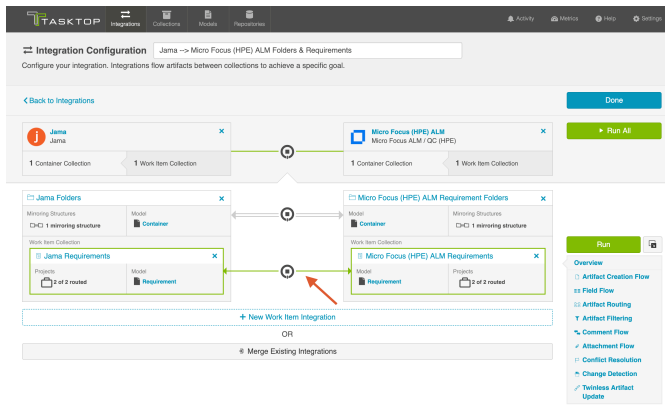 TASKTOP
Integrations
Collections
Models
Repositories
Activity
Metrics
Help
Settings
Integration Configuration
Jama --> Micro Focus (HPE) ALM Folders & Requirements
Configure your integration. Integrations flow artifacts between collections to achieve a specific goal.
Back to Integrations
Done
Jama
Jama
1 Container Collection
1 Work Item Collection
Micro Focus (HPE) ALM
Micro Focus ALM / QC (HPE)
1 Container Collection
1 Work Item Collection
Run All
Jama Folders
Mirroring Structures
1 mirroring structure
Model
Container
Work Item Collection
Jama Requirements
Projects
2 of 2 routed
Model
Requirement
Micro Focus (HPE) ALM Requirement Folders
Model
Container
Mirroring Structures
1 mirroring structure
Work Item Collection
Micro Focus (HPE) ALM Requirements
Model
Requirement
Projects
2 of 2 routed
+ New Work Item Integration
OR
Merge Existing Integrations
Run
Overview
Artifact Creation Flow
Field Flow
Artifact Routing
Artifact Filtering
Comment Flow
Attachment Flow
Conflict Resolution
Change Detection
Twinless Artifact
Update